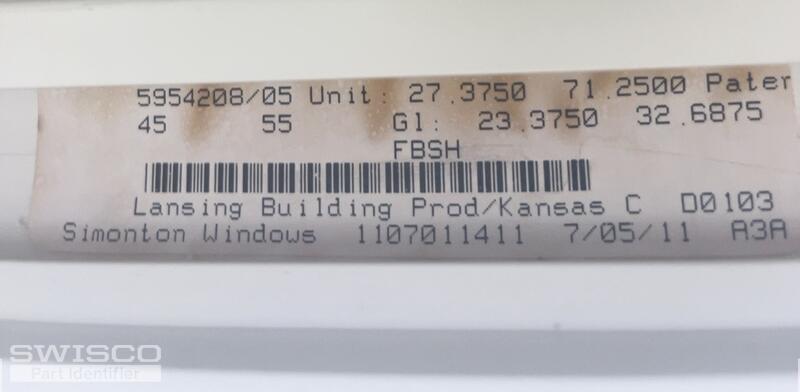 5954208/05 Unit: 27.3750 71.2500 Pater
45 55 Gl: 23.3750 32.6875
FBSH
Lansing Building Prod/Kansas C D0103
Simonton Windows 1107011411 7/05/11 A3A
SWISCO
Part Identifier